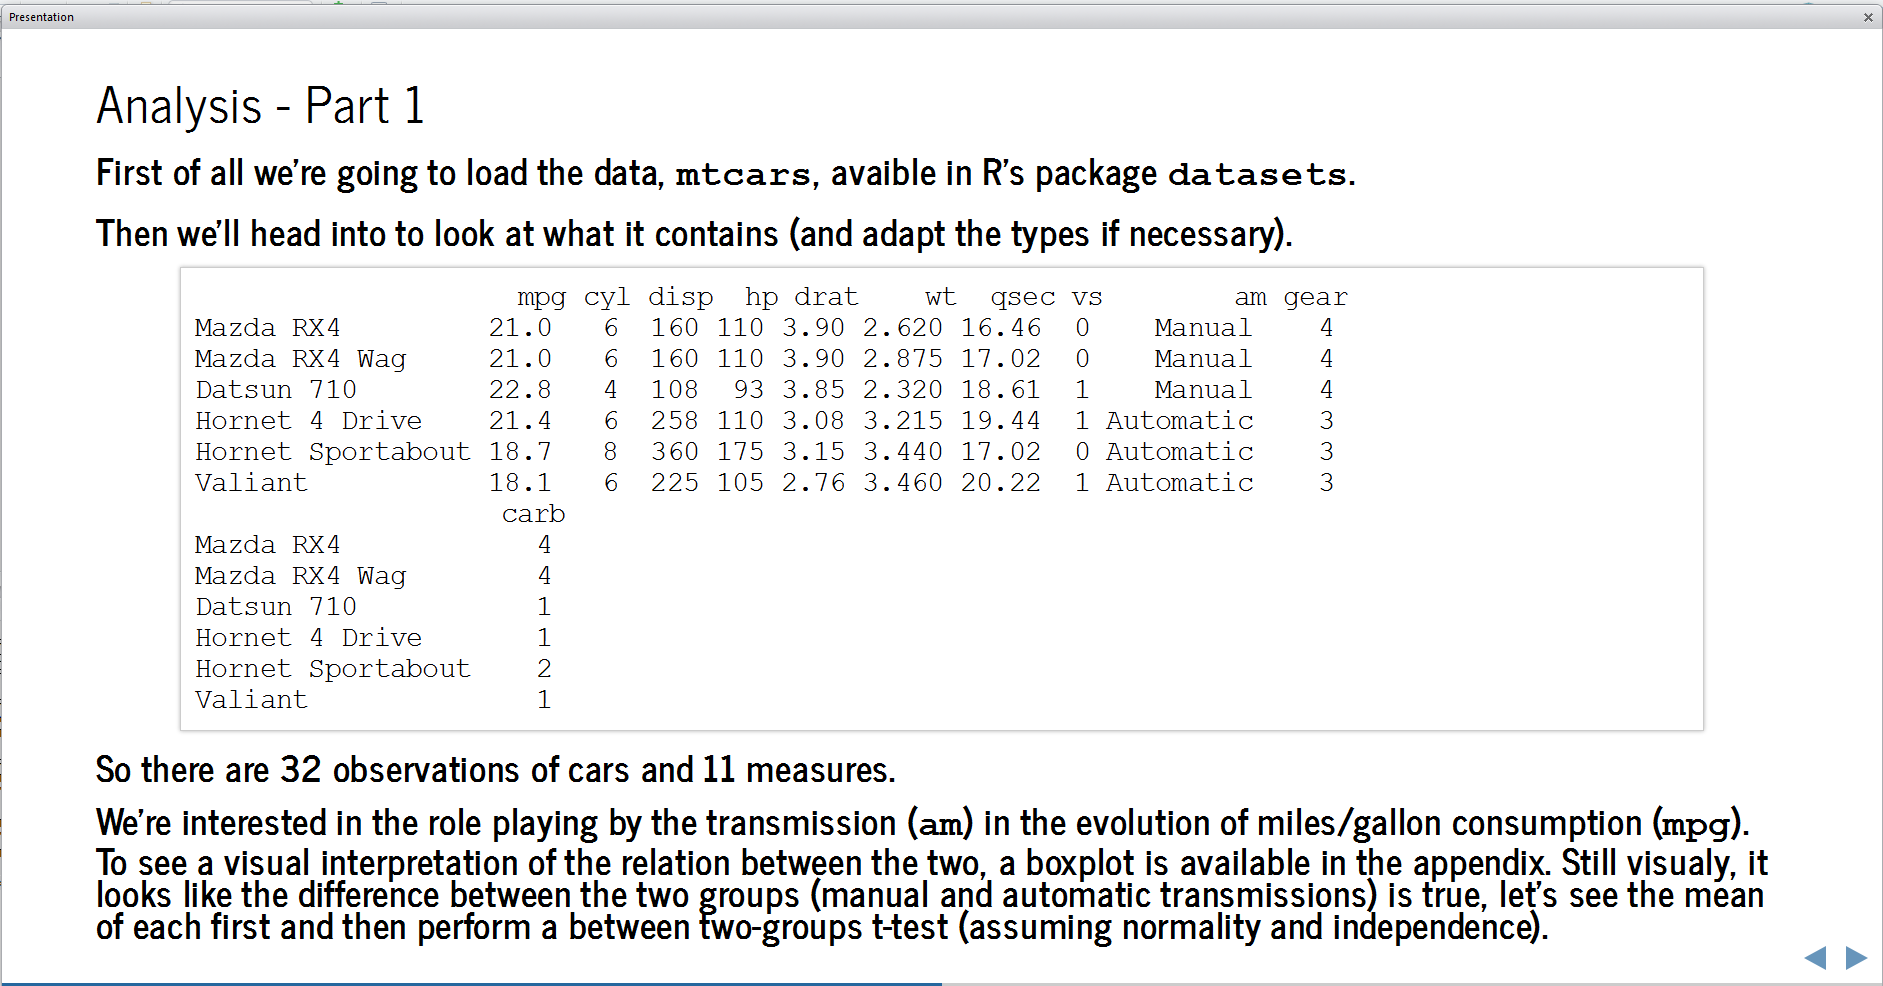 Presentation
Analysis - Part 1
First of all we're going to load the data, mtcars, avaible in R's package datasets.
Then we'll head into to look at what it contains (and adapt the types if necessary).
mpg cyl disp hp drat wt qsec vs am gear
Mazda RX4 21.0 6 160 110 3.90 2.620 16.46 0 Manual 4
Mazda RX4 Wag 21.0 6 160 110 3.90 2.875 17.02 0 Manual 4
Datsun 710 22.8 4 108 93 3.85 2.320 18.61 1 Manual 4
Hornet 4 Drive 21.4 6 258 110 3.08 3.215 19.44 1 Automatic 3
Hornet Sportabout 18.7 8 360 175 3.15 3.440 17.02 0 Automatic 3
Valiant 18.1 6 225 105 2.76 3.460 20.22 1 Automatic 3
carb
Mazda RX4 4
Mazda RX4 Wag 4
Datsun 710 1
Hornet 4 Drive 1
Hornet Sportabout 2
Valiant 1
So there are 32 observations of cars and 11 measures.
We're interested in the role playing by the transmission (am) in the evolution of miles/gallon consumption (mpg).
To see a visual interpretation of the relation between the two, a boxplot is available in the appendix. Still visualy, it
looks like the difference between the two groups (manual and automatic transmissions) is true, let's see the mean
of each first and then perform a between two-groups t-test (assuming normality and independence).